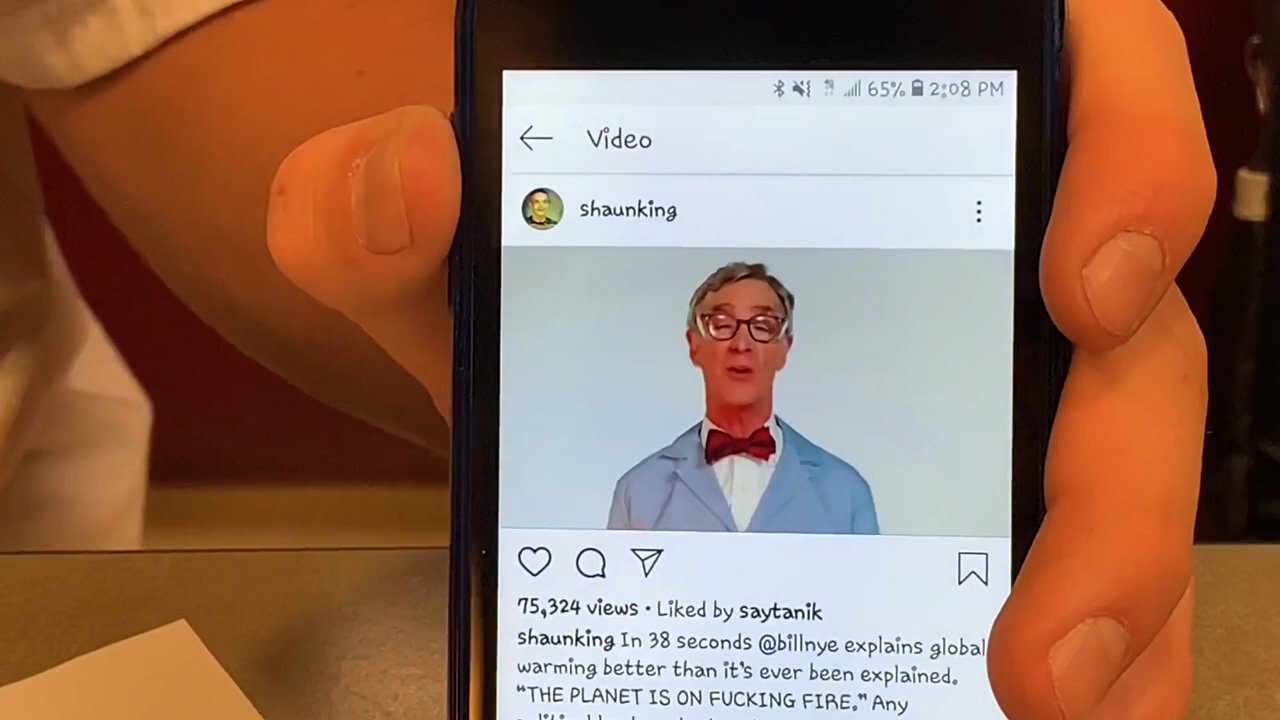 65% 2:08 PM
Video
shaunking
75,324 views • Liked by saytanik
shaunking In 38 seconds @billnye explains global
warming better than it's ever been explained.
"THE PLANET IS ON FUCKING FIRE." Any